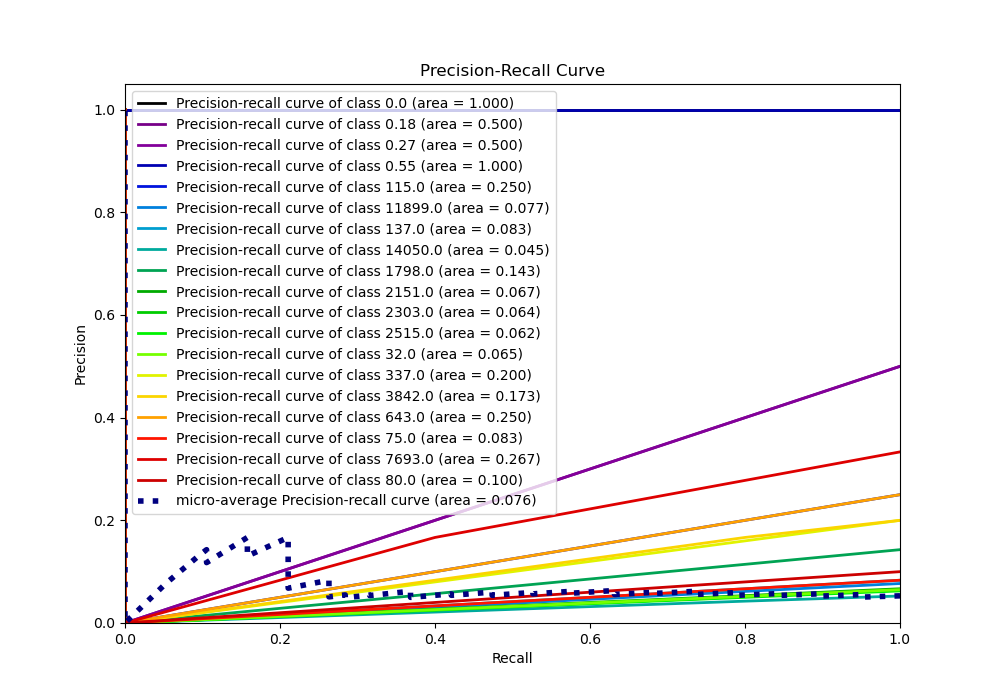 Precision-Recall Curve
1.0
0.8
0.6
0.4
0.2
0.0
Precision
Precision-recall curve of class 0.0 (area = 1.000)
Precision-recall curve of class 0.18 (area = 0.500)
Precision-recall curve of class 0.27 (area = 0.500)
Precision-recall curve of class 0.55 (area = 1.000)
Precision-recall curve of class 115.0 (area = 0.250)
Precision-recall curve of class 11899.0 (area = 0.077)
Precision-recall curve of class 137.0 (area = 0.083)
Precision-recall curve of class 14050.0 (area = 0.045)
Precision-recall curve of class 1798.0 (area = 0.143)
Precision-recall curve of class 2151.0 (area = 0.067)
Precision-recall curve of class 2303.0 (area = 0.064)
Precision-recall curve of class 2515.0 (area = 0.062)
Precision-recall curve of class 32.0 (area = 0.065)
Precision-recall curve of class 337.0 (area = 0.200)
Precision-recall curve of class 3842.0 (area = 0.173)
Precision-recall curve of class 643.0 (area = 0.250)
Precision-recall curve of class 75.0 (area = 0.083)
Precision-recall curve of class 7693.0 (area = 0.267)
Precision-recall curve of class 80.0 (area = 0.100)
micro-average Precision-recall curve (area = 0.076)
0.0 0.2 0.4 0.6 0.8 1.0
Recall